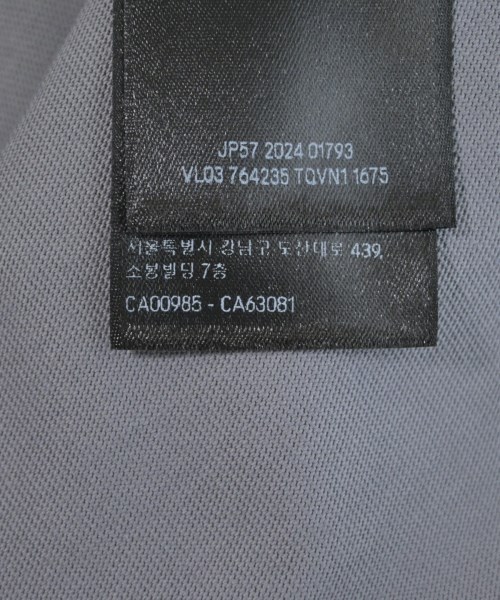 JP57 2024 01793
VL03 764235 TQVN1 1675
서울특별시 강남구 도산대로 439,
소봉빌딩 7층
CA00985 - CA63081